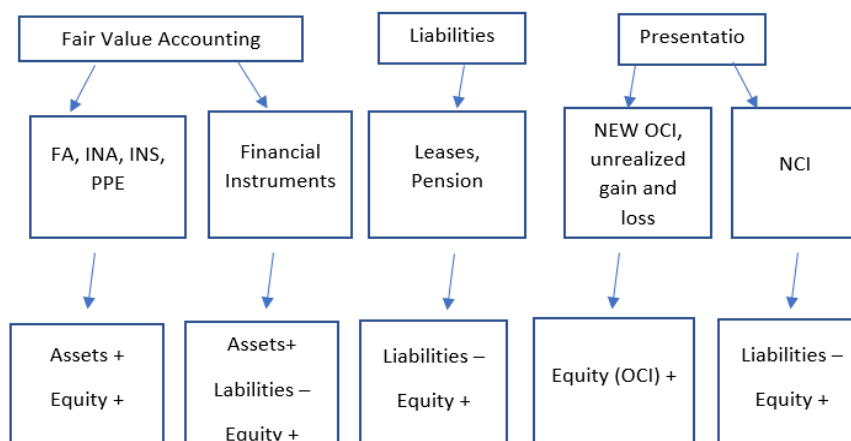 Fair Value Accounting
Liabilities
Presentatio
FA, INA, INS,
PPE
Financial
Instruments
Leases,
Pension
NEW OCI,
unrealized
gain and
loss
NCI
Assets +
Equity +
Assets+
Labilities –
Equity +
Liabilities –
Equity +
Equity (OCI) +
Liabilities –
Equity +